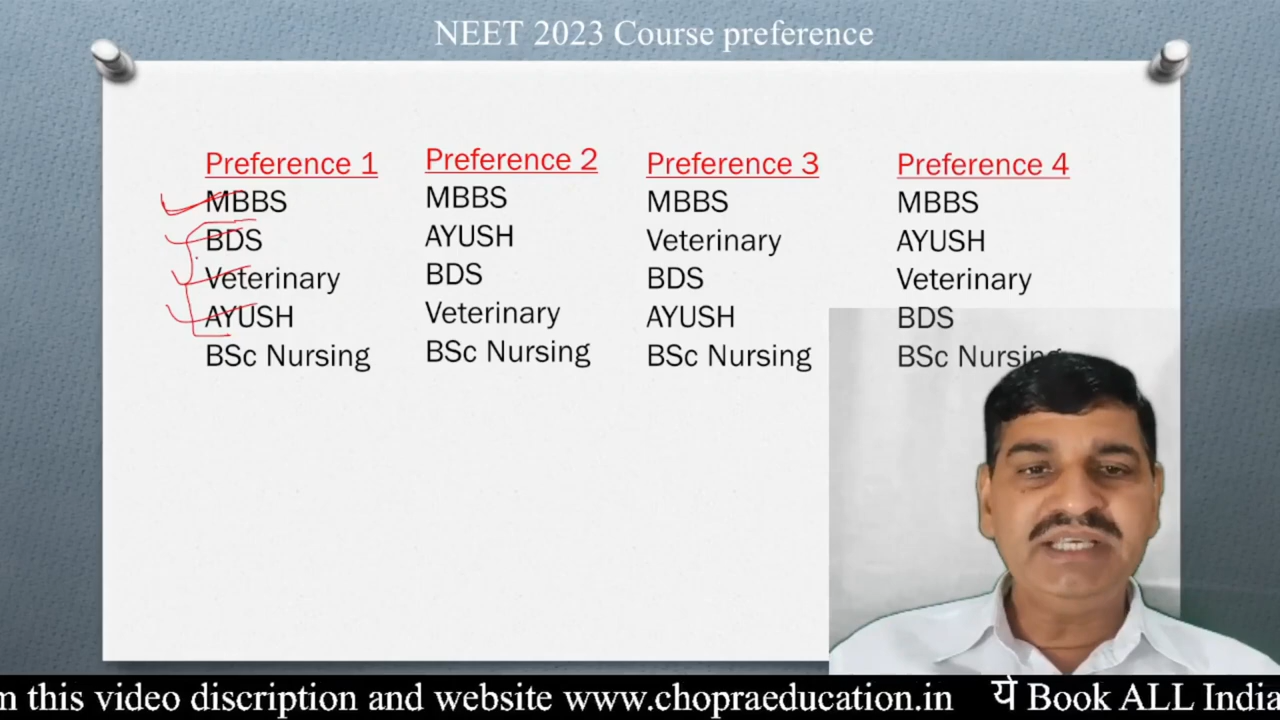 NEET 2023 Course preference
Preference 1
MBBS
BDS
Veterinary
AYUSH
BSc Nursing
Preference 2
MBBS
AYUSH
BDS
Veterinary
BSc Nursing
Preference 3
MBBS
Veterinary
BDS
AYUSH
BSc Nursing
Preference 4
MBBS
AYUSH
Veterinary
BDS
BSc Nursing
m this video discription and website www.chopraeducation.in ये Book ALL India